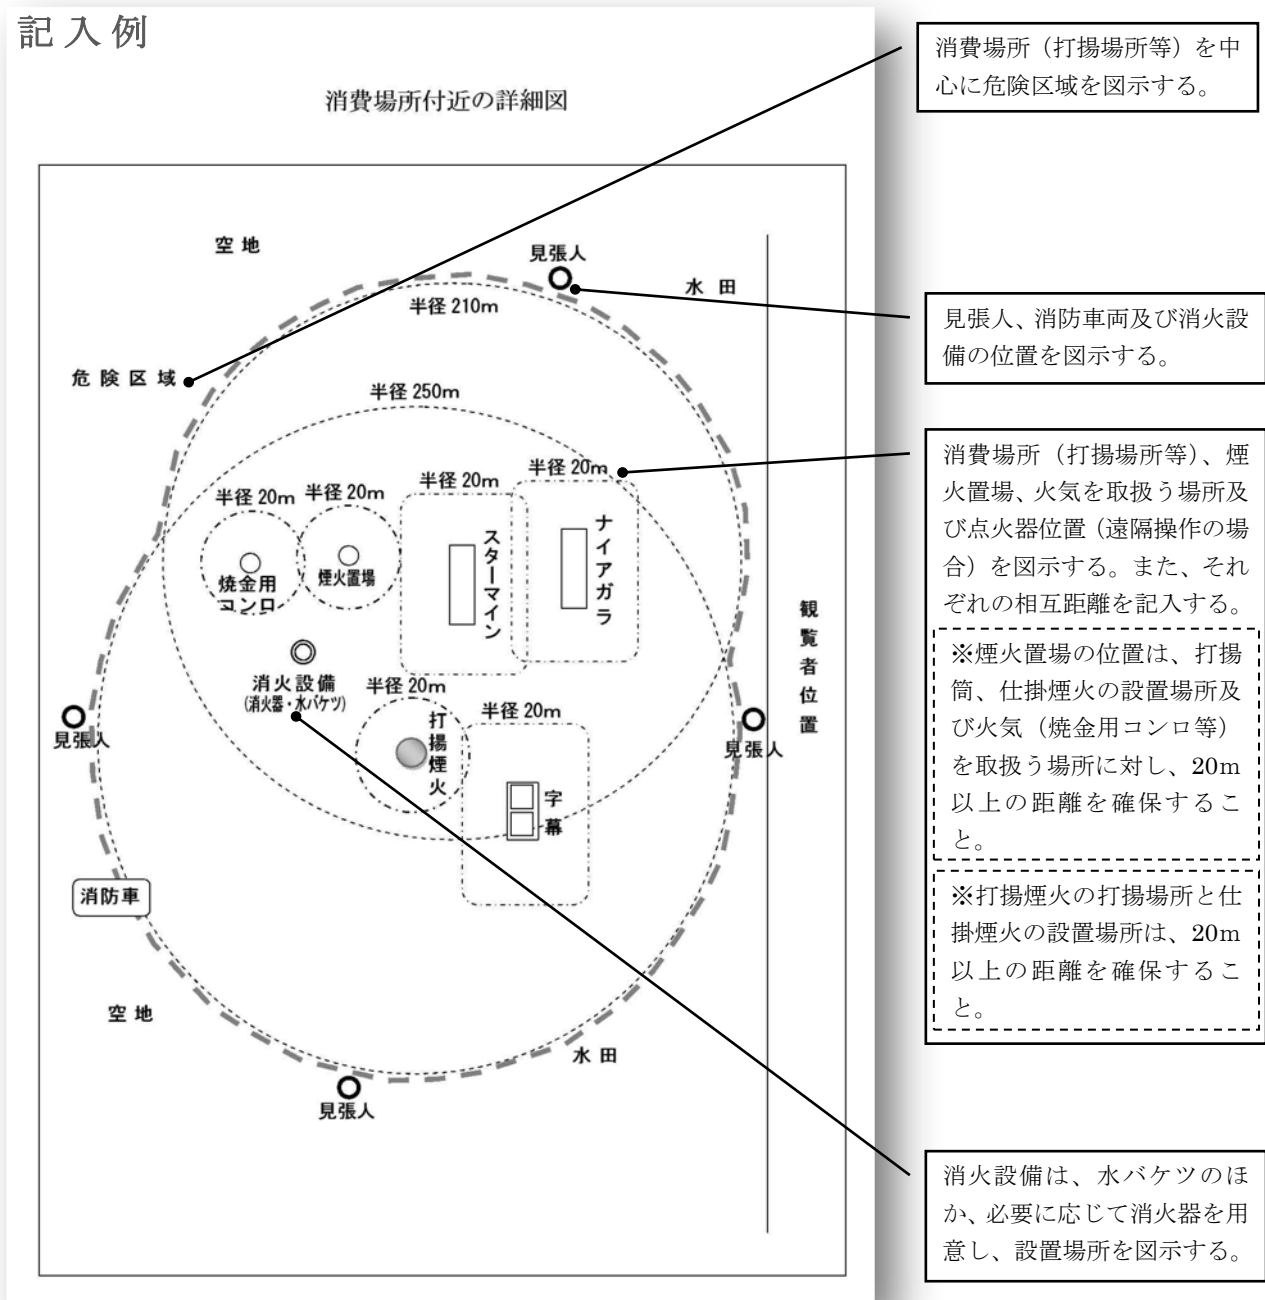 記入例
消費場所付近の詳細図
空地
見張人
水田
半径 210m
危険区域
半径 250m
半径 20m
半径 20m
半径 20m
半径 20m
焼金用
コンロ
煙火置場
スターマイン
ナイアガラ
観覧者位置
消火設備
(消火器・水バケツ)
半径 20m
打揚煙火
半径 20m
字幕
見張人
見張人
消防車
空地
水田
見張人
消費場所（打揚場所等）を中
心に危険区域を図示する。
見張人、消防車両及び消火設
備の位置を図示する。
消費場所（打揚場所等）、煙
火置場、火気を取扱う場所及
び点火器位置（遠隔操作の場
合）を図示する。また、それ
ぞれの相互距離を記入する。
※煙火置場の位置は、打揚
筒、仕掛煙火の設置場所及
び火気（焼金用コンロ等）
を取扱う場所に対し、20m
以上の距離を確保するこ
と。
※打揚煙火の打揚場所と仕
掛煙火の設置場所は、20m
以上の距離を確保するこ
と。
消火設備は、水バケツのほ
か、必要に応じて消火器を用
意し、設置場所を図示する。